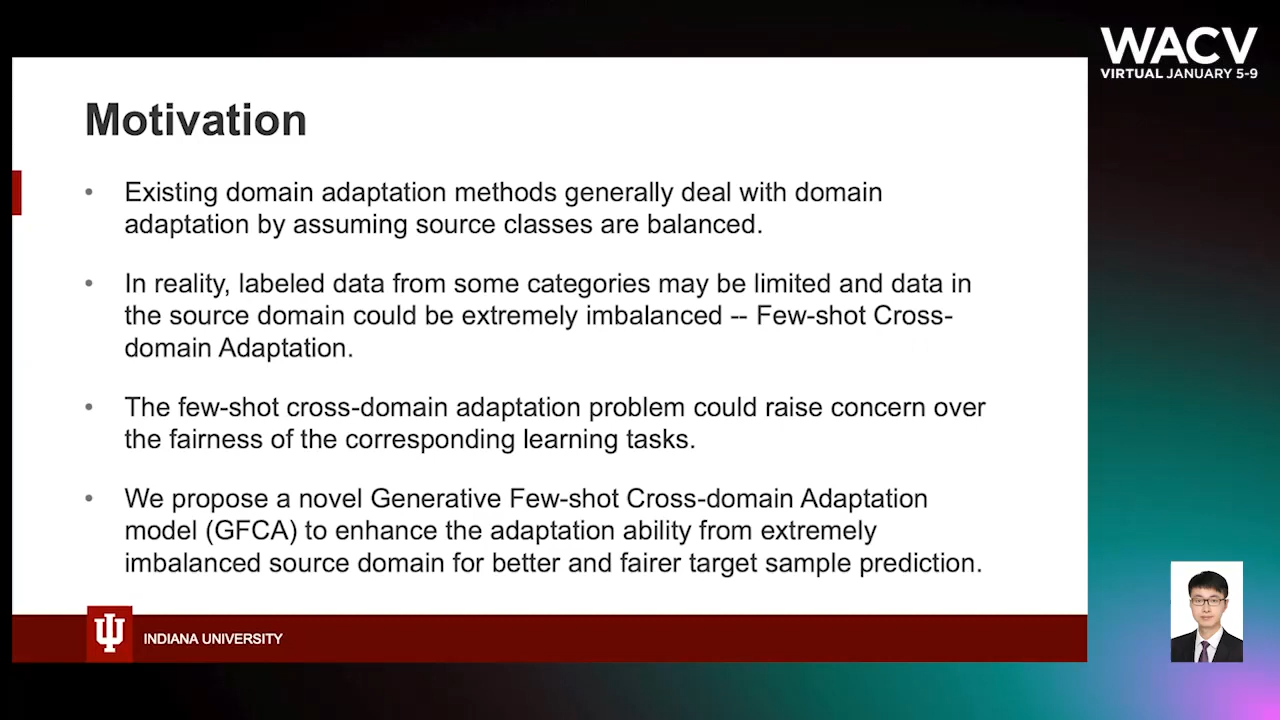 WACV
VIRTUAL JANUARY 5-9
Motivation
• Existing domain adaptation methods generally deal with domain
adaptation by assuming source classes are balanced.
• In reality, labeled data from some categories may be limited and data in
the source domain could be extremely imbalanced -- Few-shot Cross-
domain Adaptation.
• The few-shot cross-domain adaptation problem could raise concern over
the fairness of the corresponding learning tasks.
• We propose a novel Generative Few-shot Cross-domain Adaptation
model (GFCA) to enhance the adaptation ability from extremely
imbalanced source domain for better and fairer target sample prediction.
INDIANA UNIVERSITY